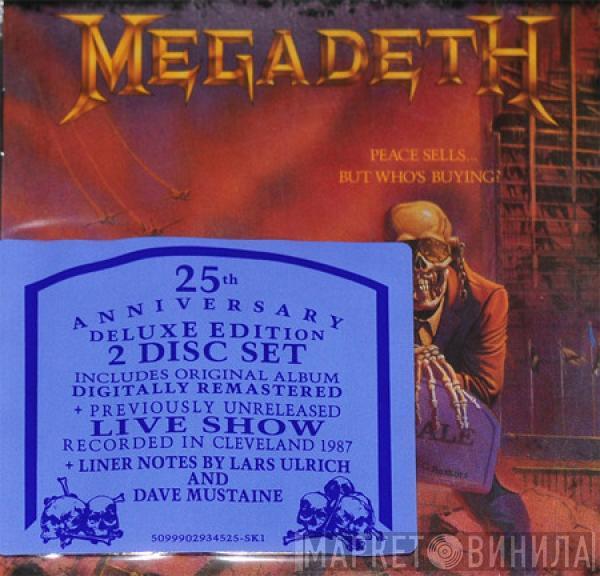 MEGADETH
PEACE SELLS...
BUT WHO'S BUYING?
25th
ANNIVERSARY
DELUXE EDITION
2 DISC SET
INCLUDES ORIGINAL ALBUM
DIGITALLY REMASTERED
+ PREVIOUSLY UNRELEASED
LIVE SHOW
RECORDED IN CLEVELAND 1987
+ LINER NOTES BY LARS ULRICH
AND
DAVE MUSTAINE
5099902934525-SK1
ALE
МАРКЕТ ВИНИЛА